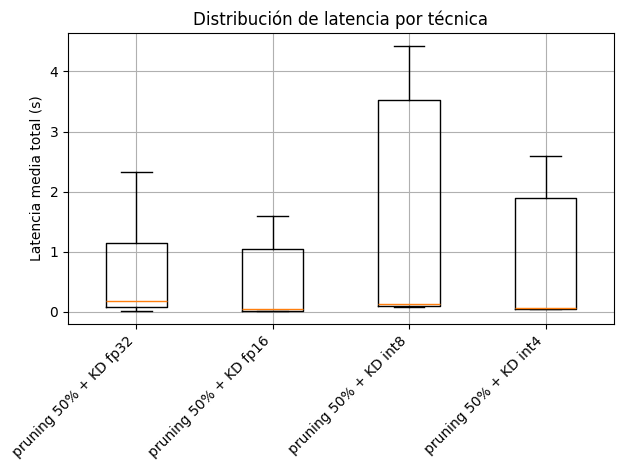 Distribución de latencia por técnica
Latencia media total (s)
4
3
2
1
0
pruning 50% + KD fp32
pruning 50% + KD fp16
pruning 50% + KD int8
pruning 50% + KD int4